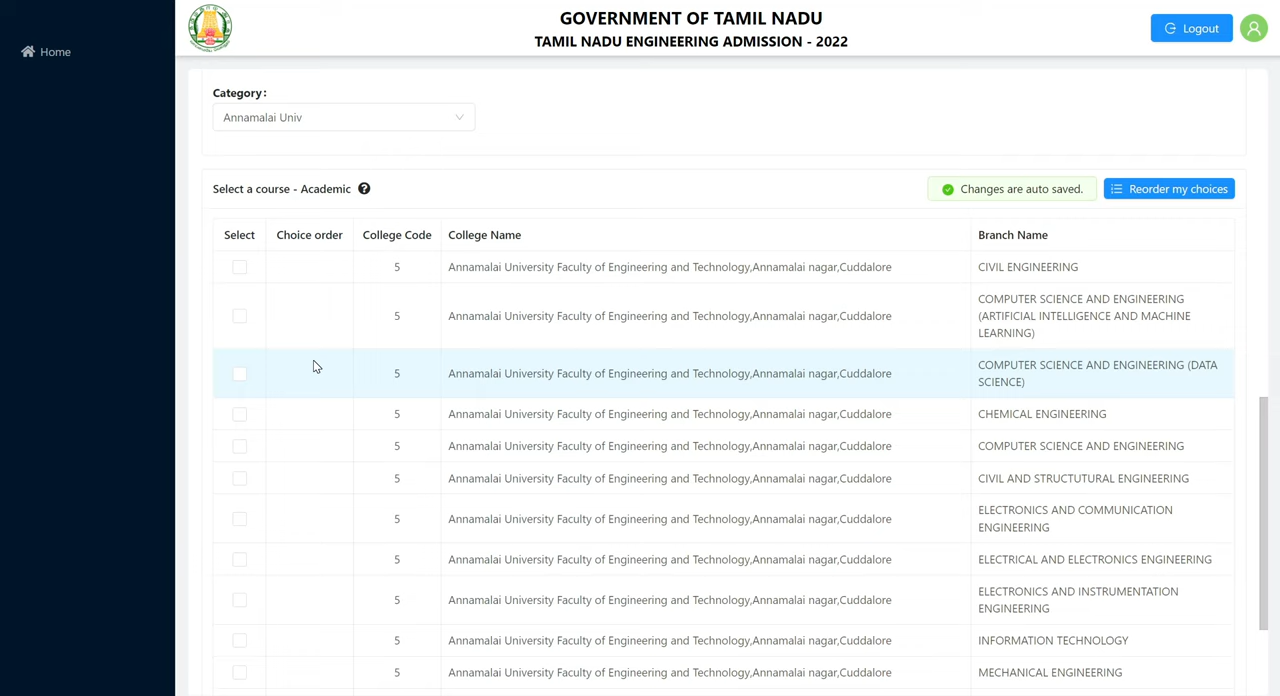 GOVERNMENT OF TAMIL NADU
TAMIL NADU ENGINEERING ADMISSION - 2022
Logout
Home
Category:
Annamalai Univ
Select a course - Academic
Changes are auto saved.
Reorder my choices
Select Choice order College Code College Name Branch Name
5 Annamalai University Faculty of Engineering and Technology,Annamalai nagar,Cuddalore CIVIL ENGINEERING
5 Annamalai University Faculty of Engineering and Technology,Annamalai nagar,Cuddalore COMPUTER SCIENCE AND ENGINEERING
(ARTIFICIAL INTELLIGENCE AND MACHINE
LEARNING)
5 Annamalai University Faculty of Engineering and Technology,Annamalai nagar,Cuddalore COMPUTER SCIENCE AND ENGINEERING (DATA
SCIENCE)
5 Annamalai University Faculty of Engineering and Technology,Annamalai nagar,Cuddalore CHEMICAL ENGINEERING
5 Annamalai University Faculty of Engineering and Technology,Annamalai nagar,Cuddalore COMPUTER SCIENCE AND ENGINEERING
5 Annamalai University Faculty of Engineering and Technology,Annamalai nagar,Cuddalore CIVIL AND STRUCTUTURAL ENGINEERING
5 Annamalai University Faculty of Engineering and Technology,Annamalai nagar,Cuddalore ELECTRONICS AND COMMUNICATION
ENGINEERING
5 Annamalai University Faculty of Engineering and Technology,Annamalai nagar,Cuddalore ELECTRICAL AND ELECTRONICS ENGINEERING
5 Annamalai University Faculty of Engineering and Technology,Annamalai nagar,Cuddalore ELECTRONICS AND INSTRUMENTATION
ENGINEERING
5 Annamalai University Faculty of Engineering and Technology,Annamalai nagar,Cuddalore INFORMATION TECHNOLOGY
5 Annamalai University Faculty of Engineering and Technology,Annamalai nagar,Cuddalore MECHANICAL ENGINEERING